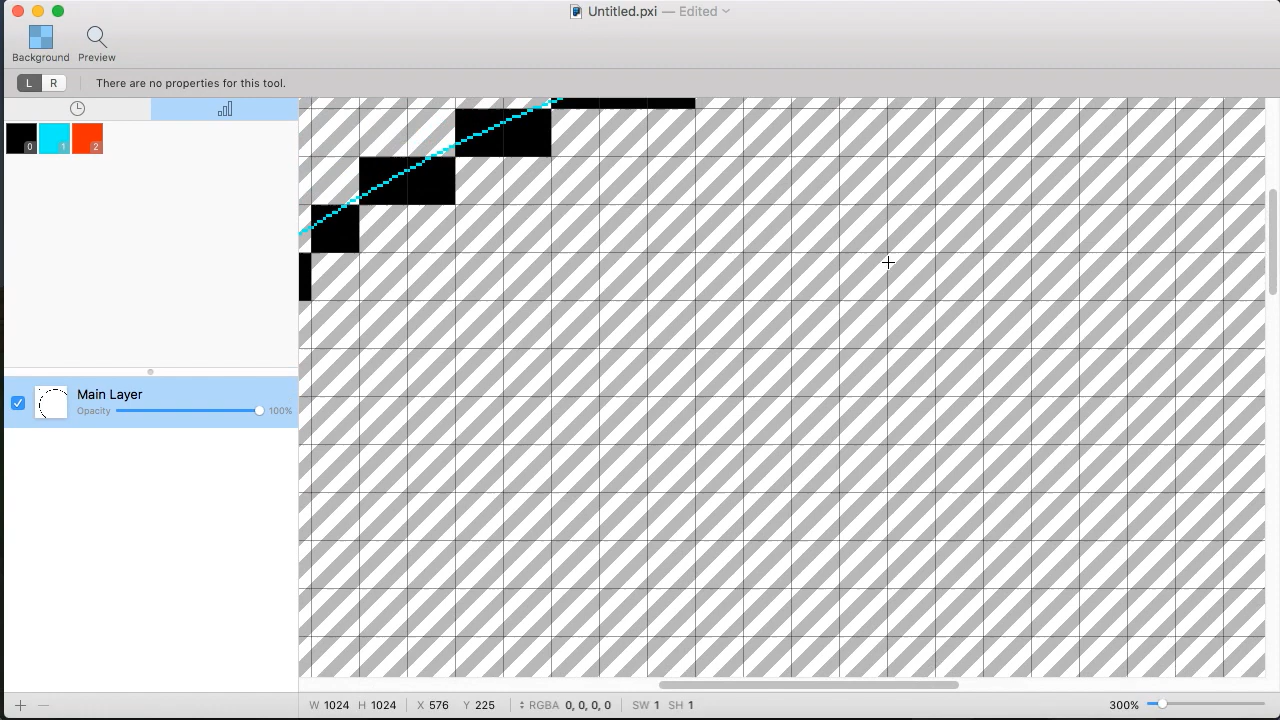 Untitled.pxi — Edited
Background Preview
L R There are no properties for this tool.
0 1 2
Main Layer
Opacity 100%
W 1024 H 1024 X 576 Y 225 RGBA 0, 0, 0, 0 SW 1 SH 1 300%